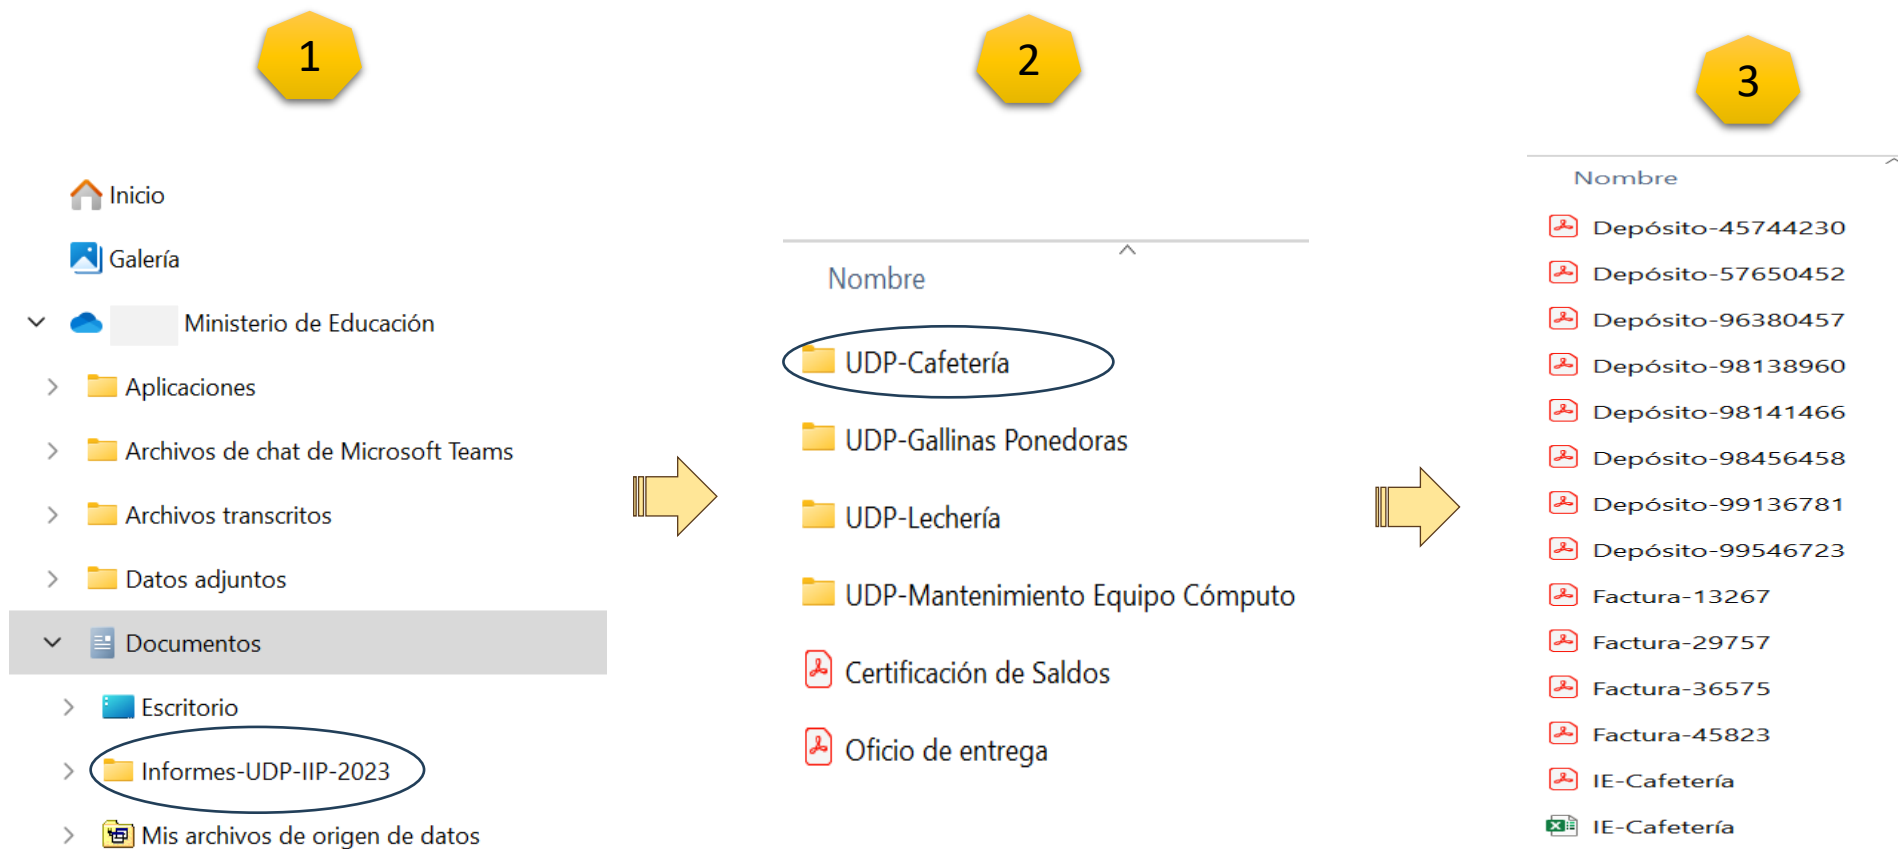 1
Inicio
Galería
Ministerio de Educación
Aplicaciones
Archivos de chat de Microsoft Teams
Archivos transcritos
Datos adjuntos
Documentos
Escritorio
Informes-UDP-IIP-2023
Mis archivos de origen de datos
2
Nombre
UDP-Cafetería
UDP-Gallinas Ponedoras
UDP-Lechería
UDP-Mantenimiento Equipo Cómputo
Certificación de Saldos
Oficio de entrega
3
Nombre
Depósito-45744230
Depósito-57650452
Depósito-96380457
Depósito-98138960
Depósito-98141466
Depósito-98456458
Depósito-99136781
Depósito-99546723
Factura-13267
Factura-29757
Factura-36575
Factura-45823
IE-Cafetería
IE-Cafetería